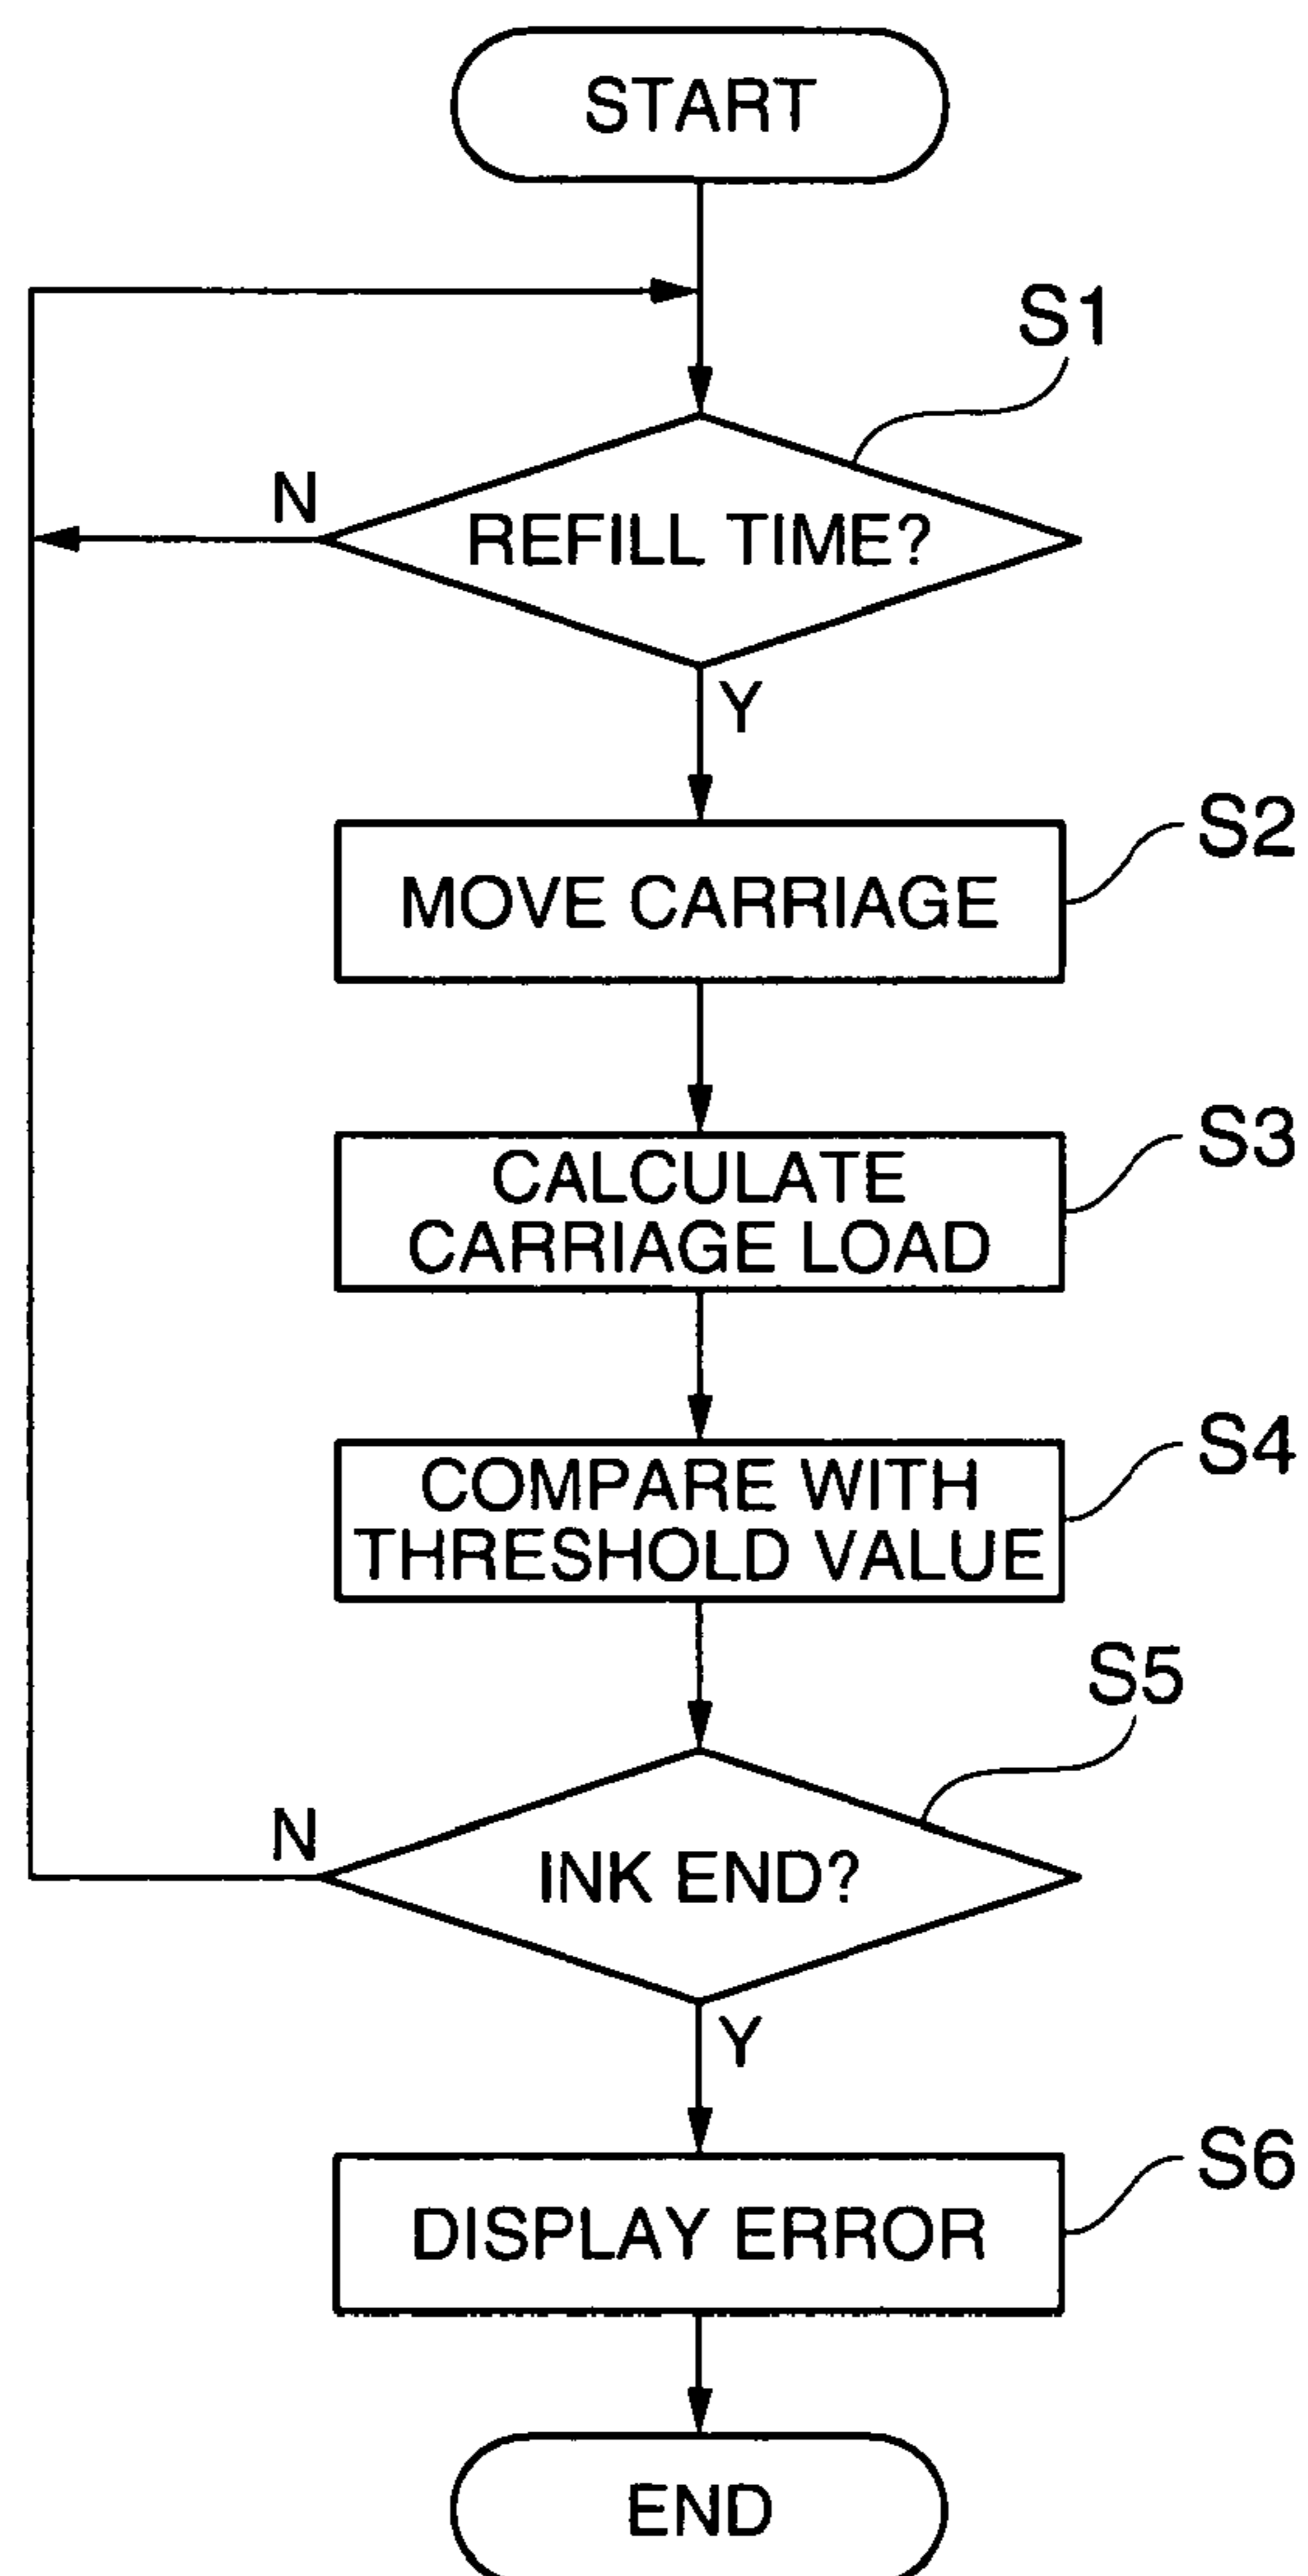 START
S1
N
REFILL TIME?
Y
S2
MOVE CARRIAGE
S3
CALCULATE
CARRIAGE LOAD
S4
COMPARE WITH
THRESHOLD VALUE
S5
N
INK END?
Y
S6
DISPLAY ERROR
END